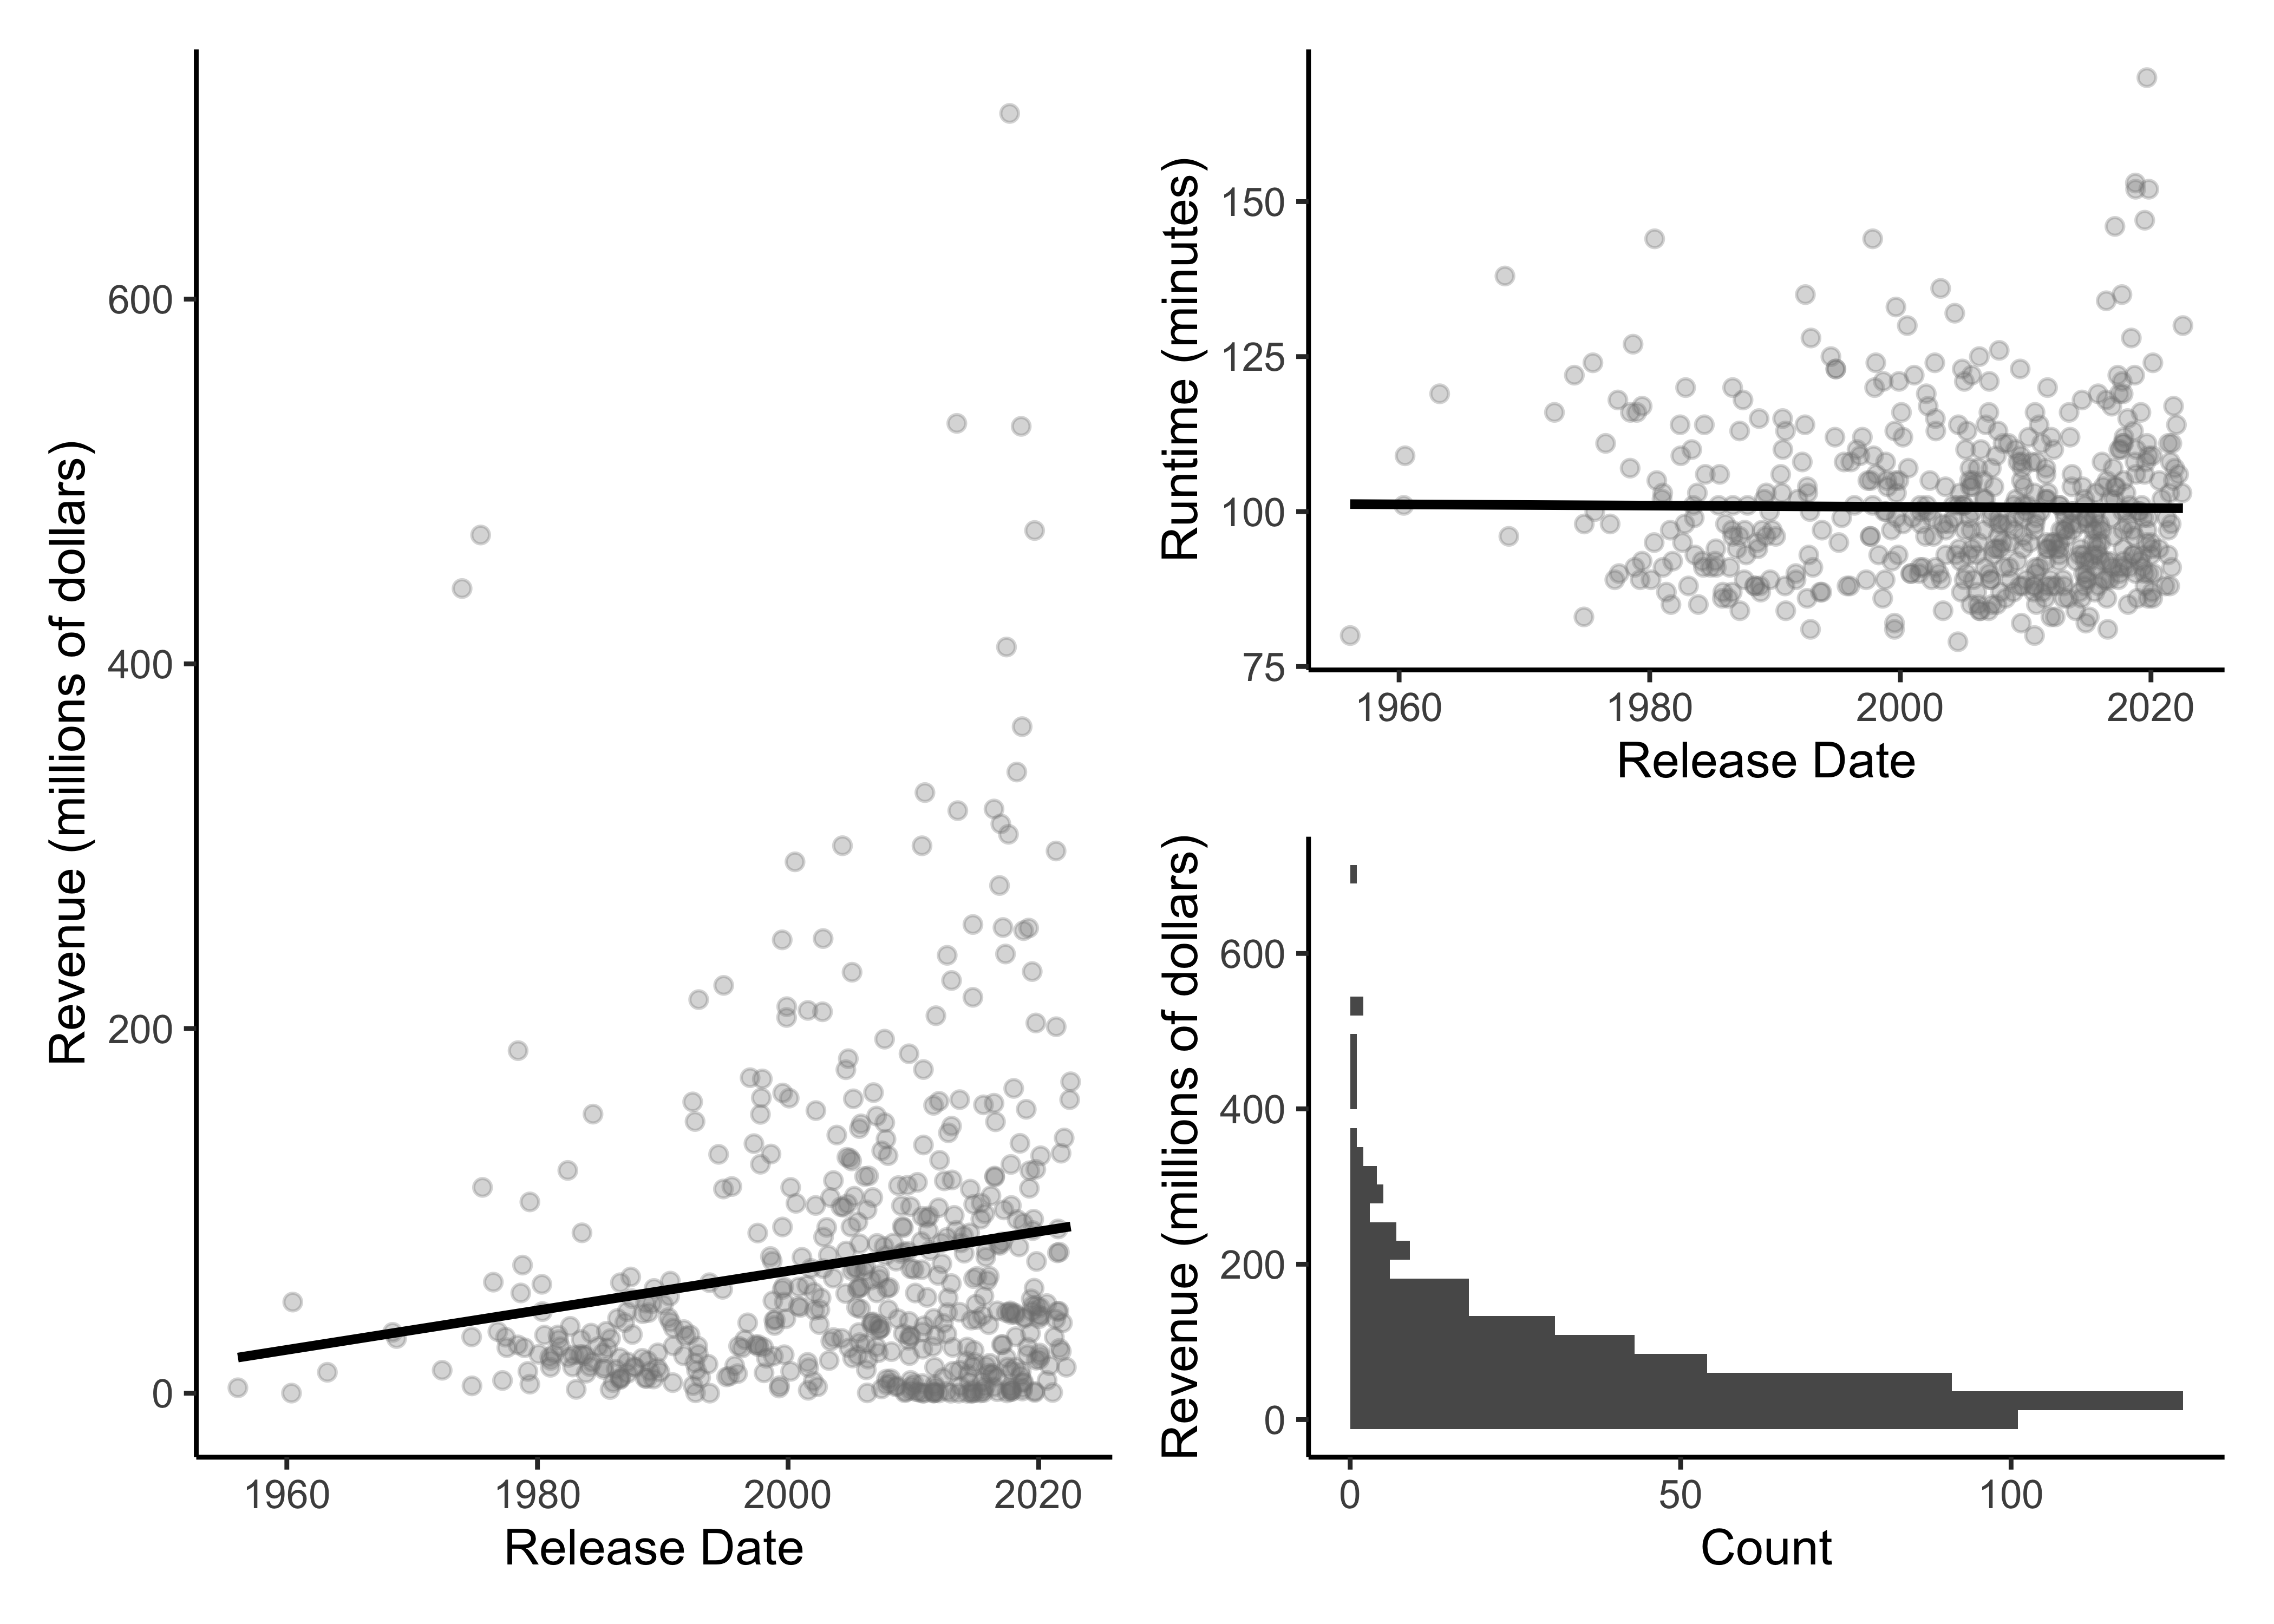 Revenue (millions of dollars)
600
400
200
0
1960 1980 2000 2020
Release Date
Runtime (minutes)
150
125
100
75
1960 1980 2000 2020
Release Date
Revenue (millions of dollars)
600
400
200
0
0 50 100
Count